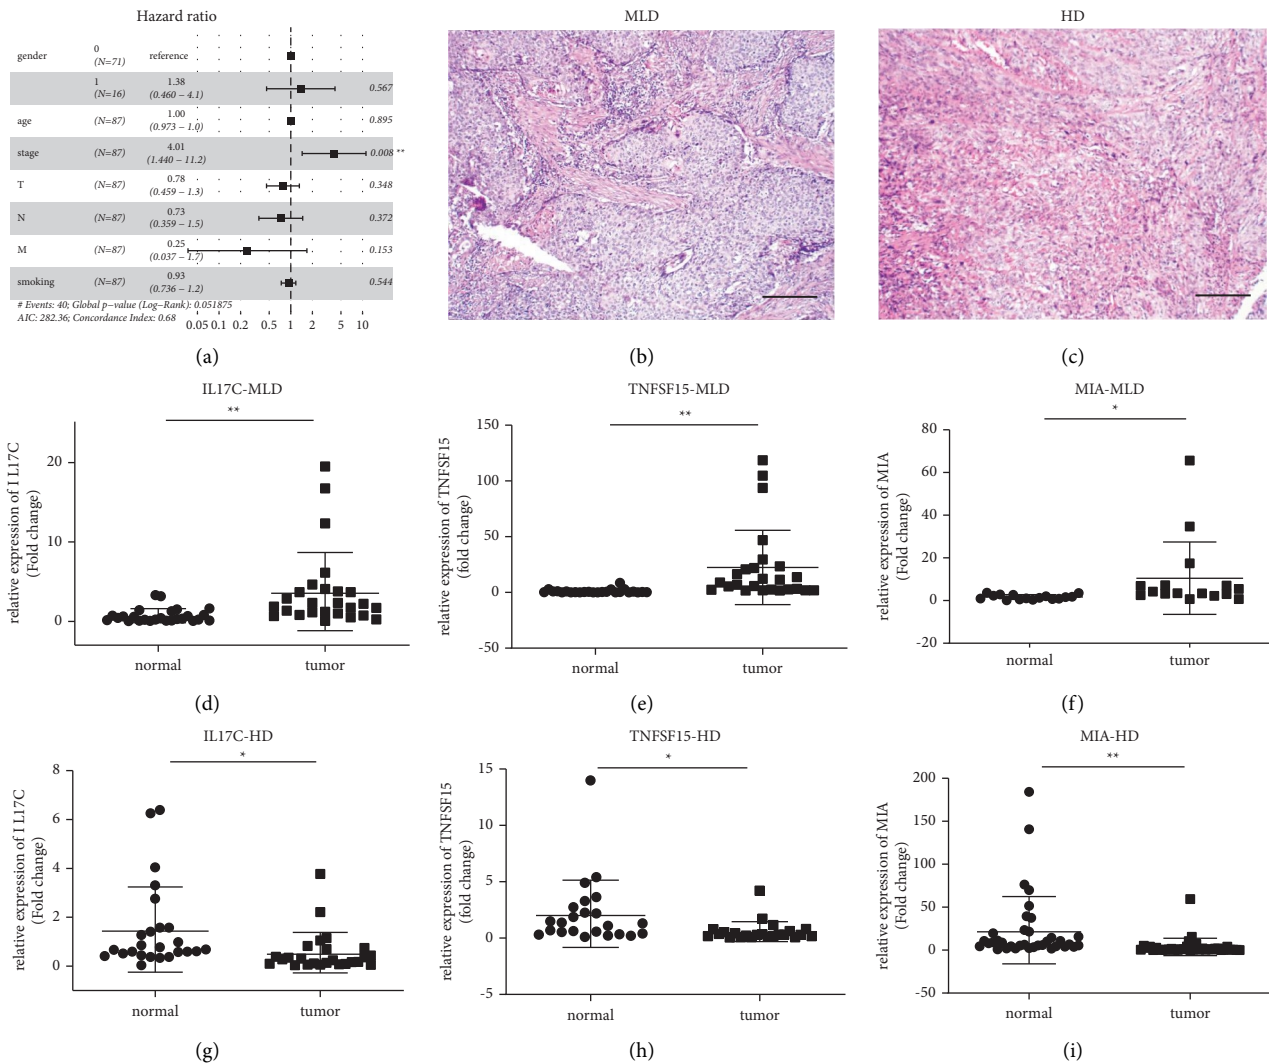 Hazard ratio
gender 0 (N=71) reference
1 (N=16) 1.38 (0.460 − 4.1) 0.567
age (N=87) 1.00 (0.973 − 1.0) 0.895
stage (N=87) 4.01 (1.440 − 11.2) 0.008 **
T (N=87) 0.78 (0.459 − 1.3) 0.348
N (N=87) 0.73 (0.359 − 1.5) 0.372
M (N=87) 0.25 (0.037 − 1.7) 0.153
smoking (N=87) 0.93 (0.736 − 1.2) 0.544
# Events: 40; Global p−value (Log−Rank): 0.051875
AIC: 282.36; Concordance Index: 0.68
0.05 0.1 0.2 0.5 1 2 5 10
(a)
MLD
(b)
HD
(c)
IL17C-MLD
**
relative expression of I L17C
(Fold change)
20
10
0
normal tumor
(d)
TNFSF15-MLD
**
relative expression of TNFSF15
(fold change)
150
100
50
0
-50
normal tumor
(e)
MIA-MLD
*
relative expression of MIA
(Fold change)
80
60
40
20
0
-20
normal tumor
(f)
IL17C-HD
*
relative expression of I L17C
(Fold change)
8
6
4
2
0
normal tumor
(g)
TNFSF15-HD
*
relative expression of TNFSF15
(fold change)
15
10
5
0
-5
normal tumor
(h)
MIA-HD
**
relative expression of MIA
(Fold change)
200
150
100
50
0
-50
normal tumor
(i)